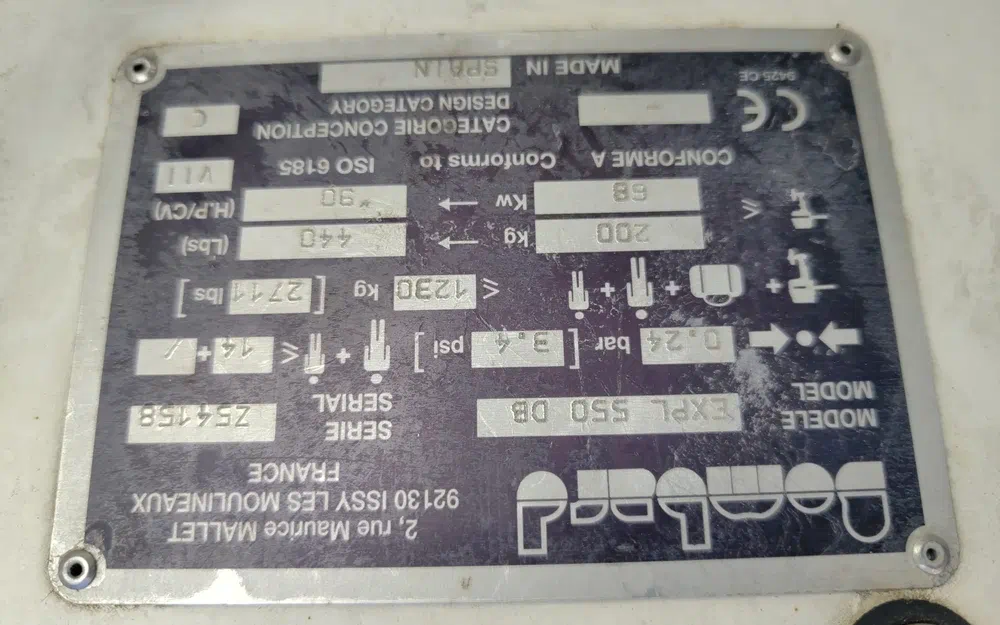 Bombard
2, rue Maurice MALLET
92130 ISSY LES MOULINEAUX
FRANCE
MODELE
MODEL
EXPL 550 DB
SERIE
SERIAL
Z54158
0.24 bar [ 3.4 psi ] + ≤ 14 + /
+ + + ≤ 1230 kg [ 2711 lbs ]
200 kg ← 440 (Lbs)
≤ 68 Kw ← *90 (H.P/CV)
CONFORME A Conforms to ISO 6185 VII
CE - CATEGORIE CONCEPTION
DESIGN CATEGORY C
9425 CE MADE IN SPAIN